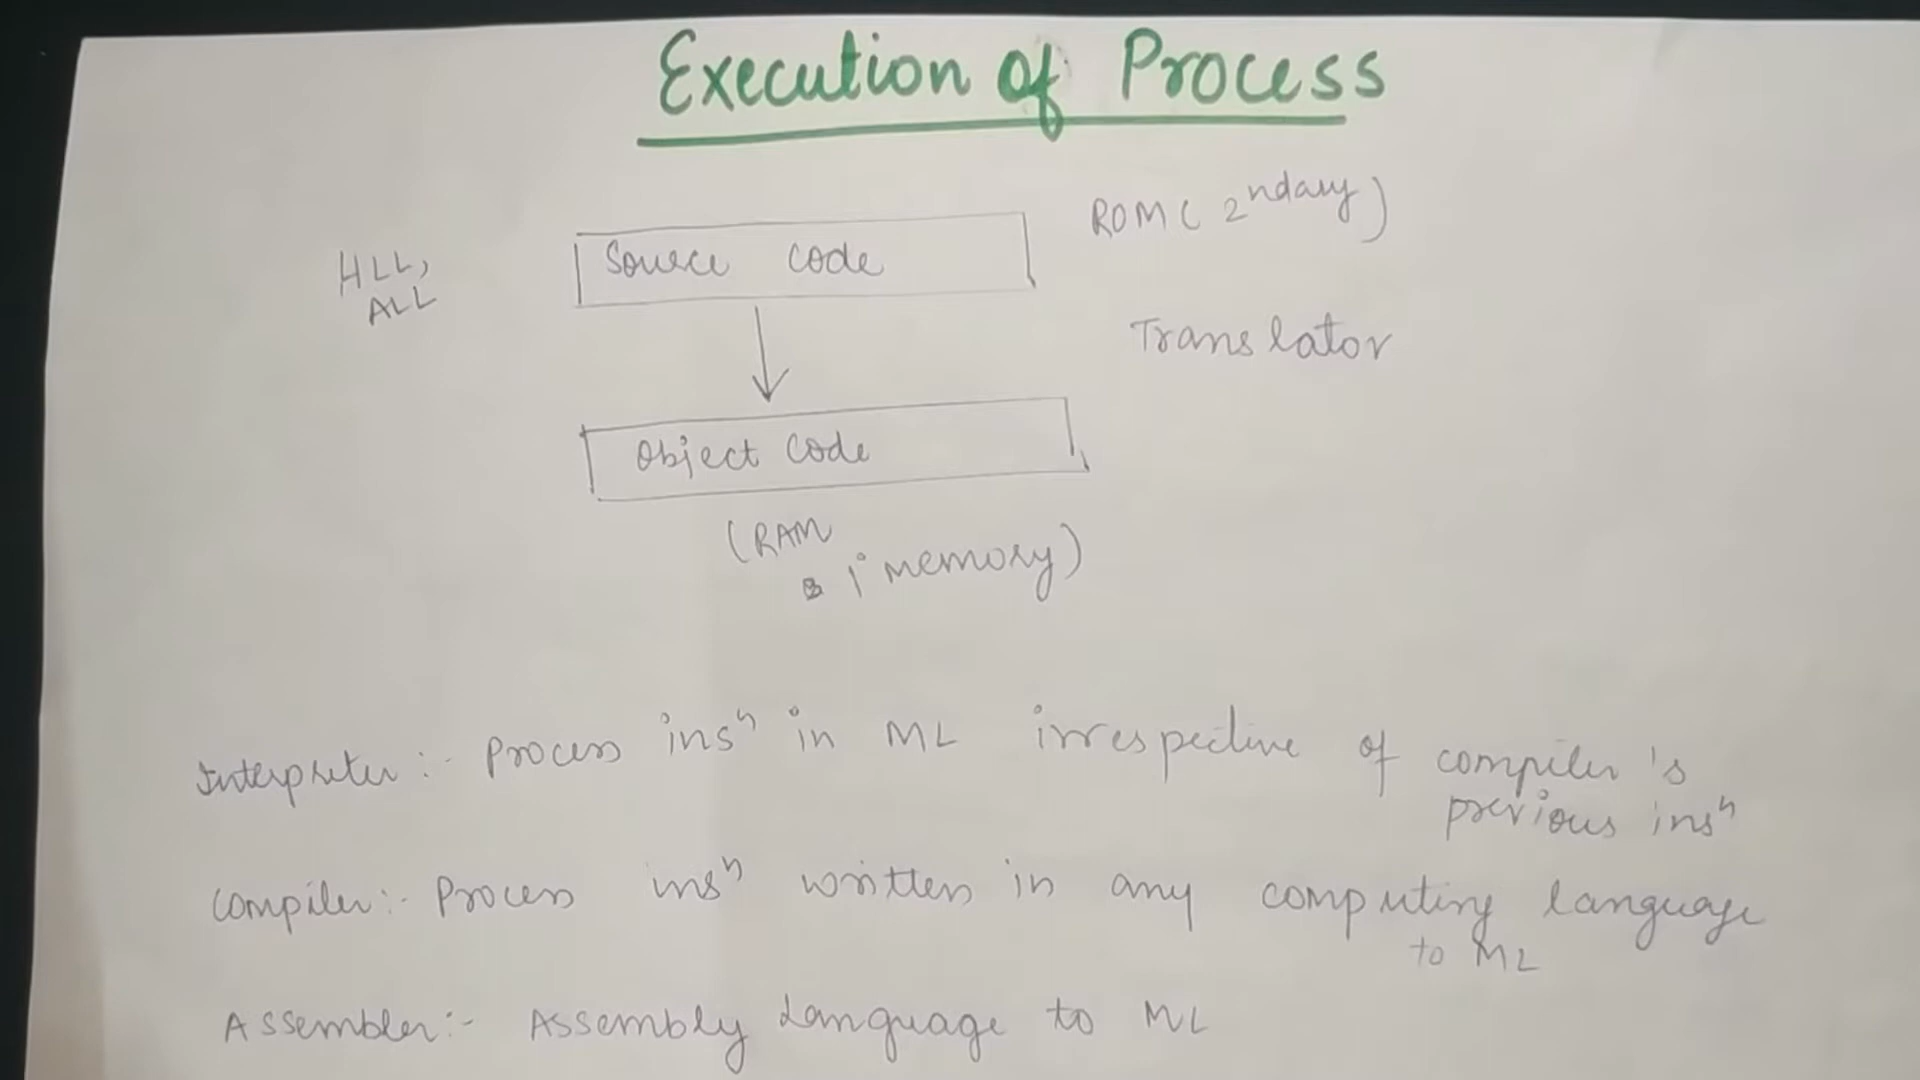 Execution of Process
ROM ( 2ndary )
HLL,
ALL
Source code
Translator
Object Code
(RAM
1° memory)
Interpreter :- Process insn in ML irrespective of compiler's
previous insn
Compiler :- Process insn written in any computing language
to ML
Assembler :- Assembly Language to ML